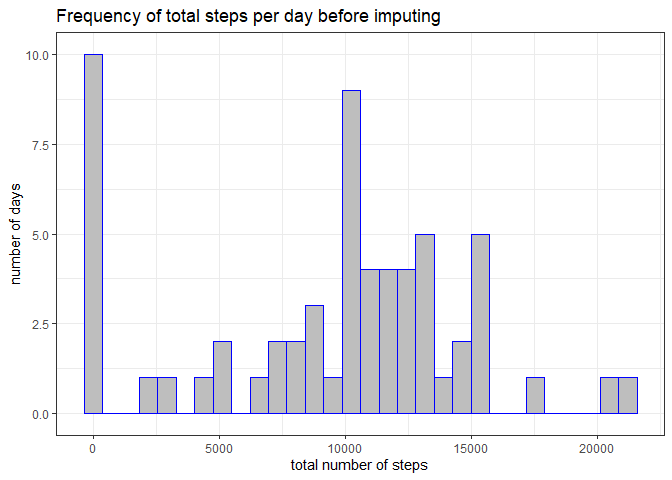 Frequency of total steps per day before imputing
number of days
10.0
7.5
5.0
2.5
0.0
0 5000 10000 15000 20000
total number of steps